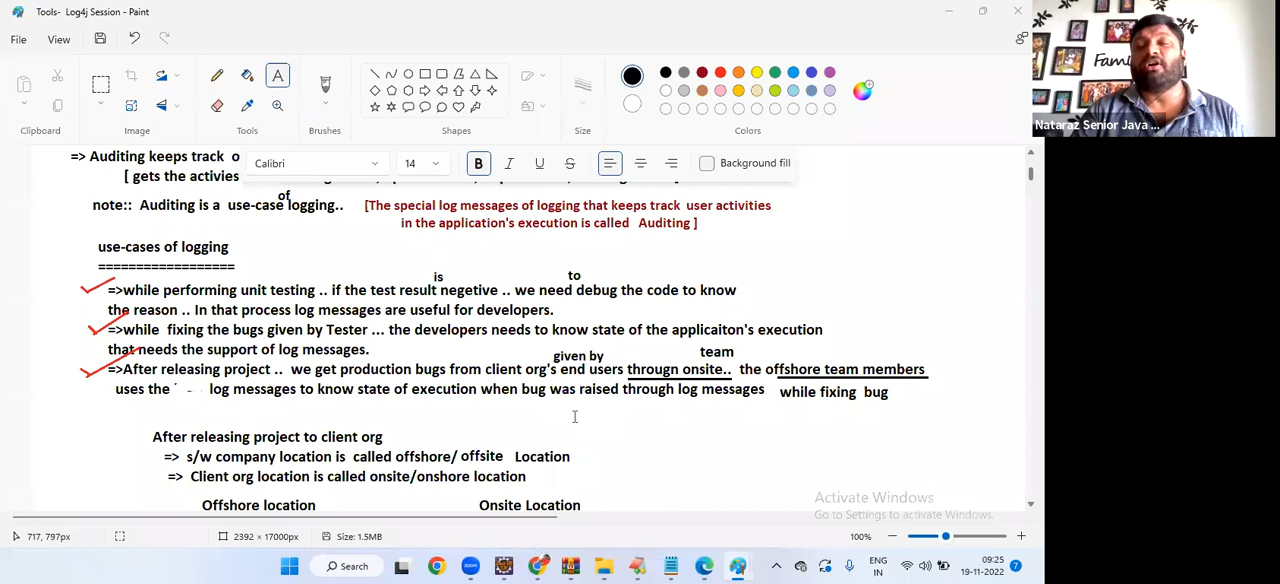 Tools- Log4j Session - Paint
File View
Clipboard Image Tools Brushes Shapes Size Colors
Fami
Nataraz Senior Java ...
=> Auditing keeps track o
Calibri 14 B I U S Background fill
[ gets the activies
of
note:: Auditing is a use-case logging.. [The special log messages of logging that keeps track user activities
in the application's execution is called Auditing ]
use-cases of logging
==================
is to
=>while performing unit testing .. if the test result negetive .. we need debug the code to know
the reason .. In that process log messages are useful for developers.
=>while fixing the bugs given by Tester ... the developers needs to know state of the applicaiton's execution
that needs the support of log messages.
given by team
=>After releasing project .. we get production bugs from client org's end users througn onsite.. the offshore team members
uses the log messages to know state of execution when bug was raised through log messages while fixing bug
After releasing project to client org
=> s/w company location is called offshore/ offsite Location
=> Client org location is called onsite/onshore location
Offshore location Onsite Location
Activate Windows
Go to Settings to activate Windows.
717, 797px 2392 × 17000px Size: 1.5MB 100%
Search
ENG
IN
09:25
19-11-2022
7